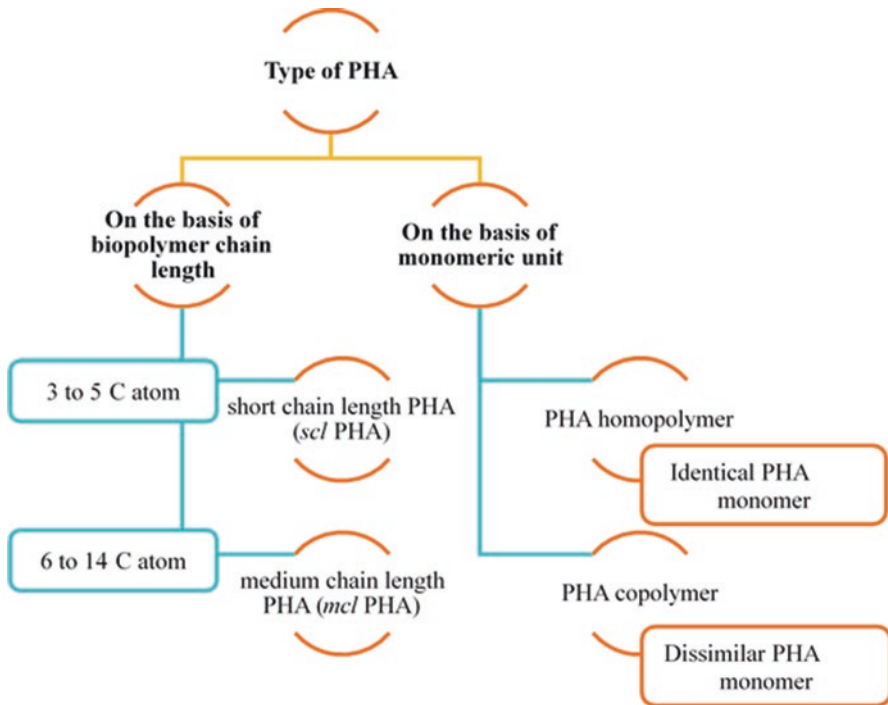 Type of PHA
On the basis of
biopolymer chain
length
On the basis of
monomeric unit
3 to 5 C atom
short chain length PHA
(scl PHA)
PHA homopolymer
Identical PHA
monomer
6 to 14 C atom
medium chain length
PHA (mcl PHA)
PHA copolymer
Dissimilar PHA
monomer